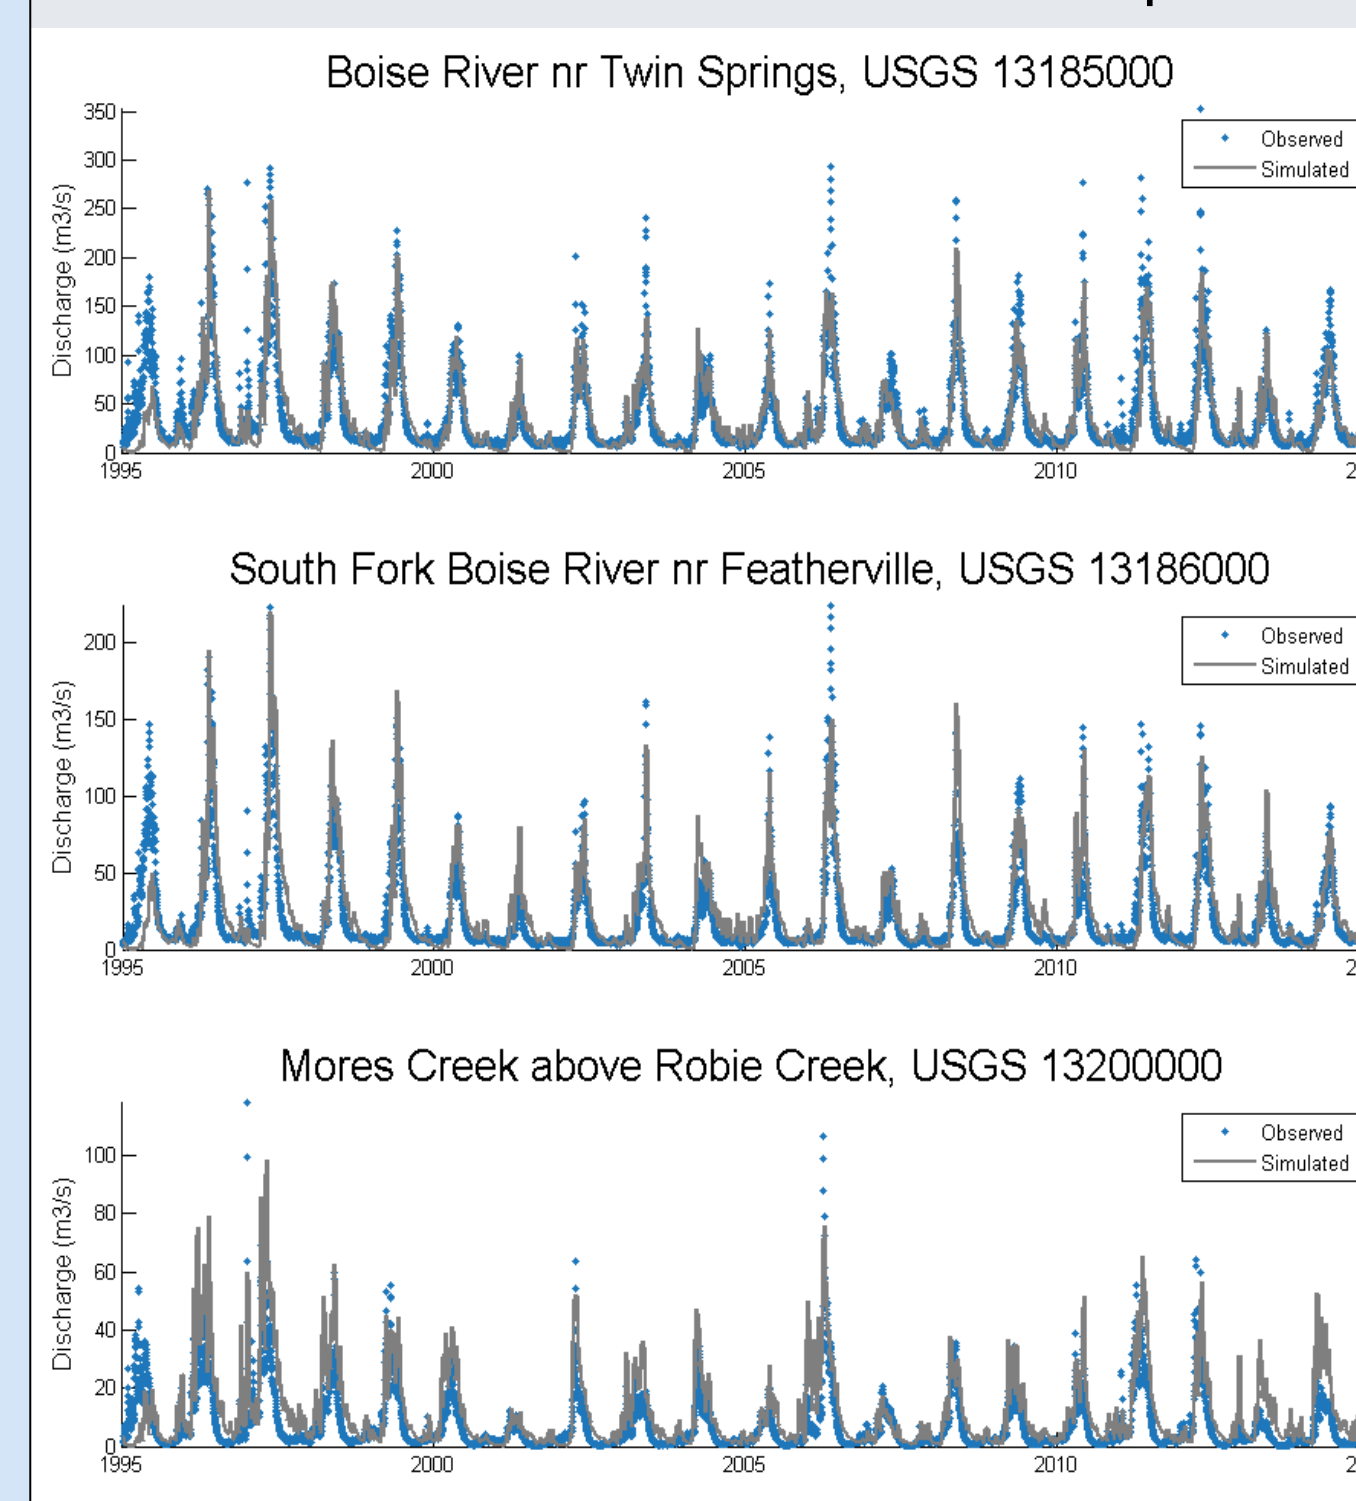 Boise River nr Twin Springs, USGS 13185000
350
300
250
200
150
100
50
0
Discharge (m3/s)
Observed
Simulated
1995
2000
2005
2010
2
South Fork Boise River nr Featherville, USGS 13186000
200
150
100
50
0
Discharge (m3/s)
Observed
Simulated
1995
2000
2005
2010
2
Mores Creek above Robie Creek, USGS 13200000
100
80
60
40
20
0
Discharge (m3/s)
Observed
Simulated
1995
2000
2005
2010
2